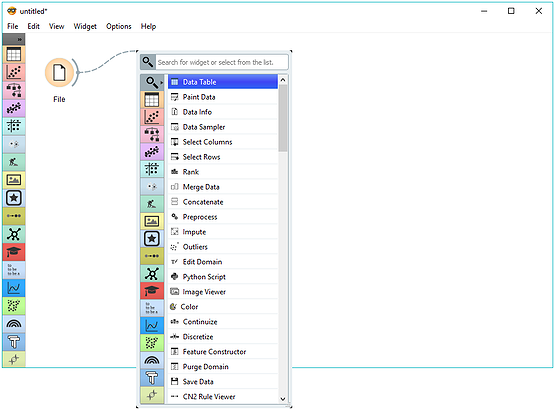 untitled*
File Edit View Widget Options Help
»
File
Search for widget or select from the list.
Data Table
Paint Data
Data Info
Data Sampler
Select Columns
Select Rows
Rank
Merge Data
Concatenate
Preprocess
Impute
Outliers
Edit Domain
Python Script
Image Viewer
Color
Continuize
Discretize
Feature Constructor
Purge Domain
Save Data
CN2 Rule Viewer